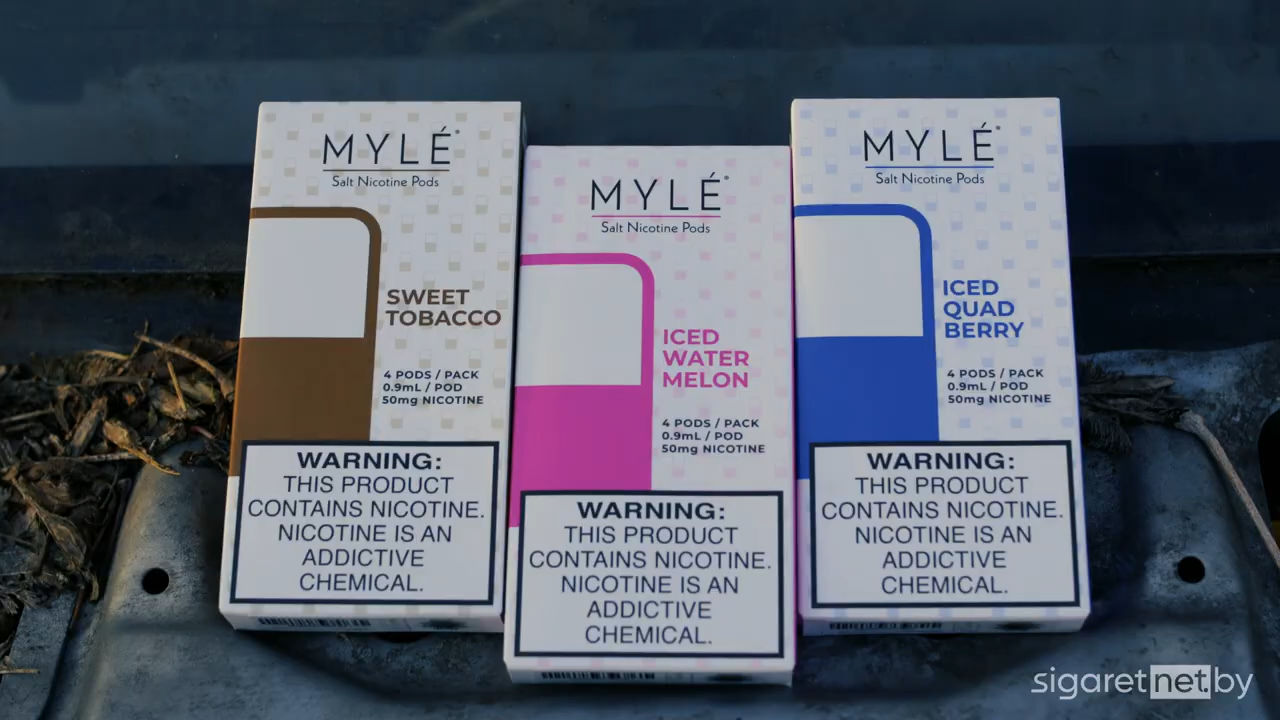 MYLÉ
Salt Nicotine Pods
SWEET
TOBACCO
4 PODS / PACK
0.9mL / POD
50mg NICOTINE
WARNING:
THIS PRODUCT
CONTAINS NICOTINE.
NICOTINE IS AN
ADDICTIVE
CHEMICAL.
MYLÉ
Salt Nicotine Pods
ICED
WATER
MELON
4 PODS / PACK
0.9mL / POD
50mg NICOTINE
WARNING:
THIS PRODUCT
CONTAINS NICOTINE.
NICOTINE IS AN
ADDICTIVE
CHEMICAL.
MYLÉ
Salt Nicotine Pods
ICED
QUAD
BERRY
4 PODS / PACK
0.9mL / POD
50mg NICOTINE
WARNING:
THIS PRODUCT
CONTAINS NICOTINE.
NICOTINE IS AN
ADDICTIVE
CHEMICAL.
sigaretnet.by